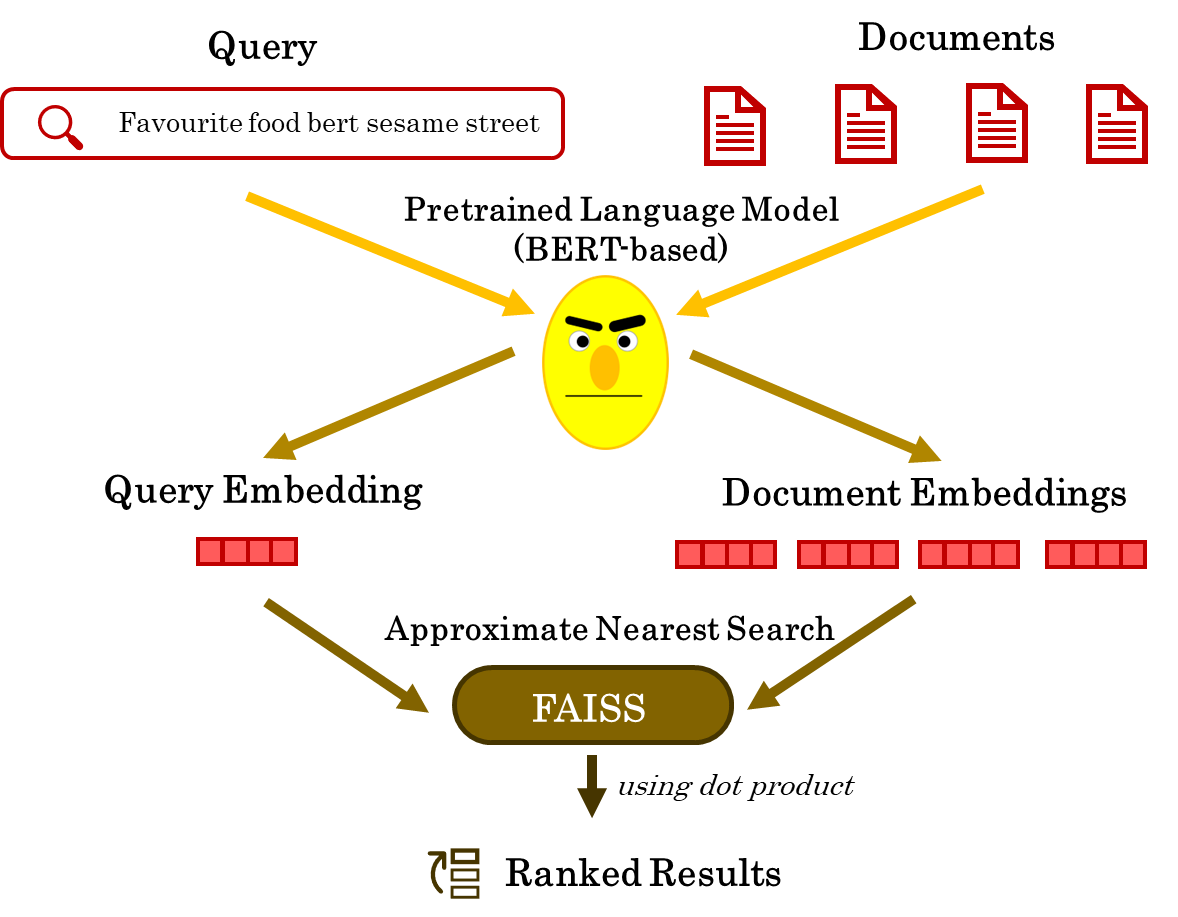 Query
Documents
Favourite food bert sesame street
Pretrained Language Model
(BERT-based)
Query Embedding
Document Embeddings
Approximate Nearest Search
FAISS
using dot product
Ranked Results